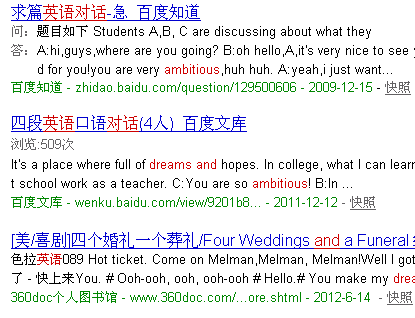 求篇英语对话-急_百度知道
问: 题目如下 Students A,B, C are discussing about what they
答: A:hi,guys,where are you going? B:oh hello,A,it's very nice to see
d for you!you are very ambitious,huh huh. A:yeah,i just want...
百度知道 - zhidao.baidu.com/question/129500606 - 2009-12-15 - 快照
四段英语口语对话(4人)_百度文库
浏览:509次
It's a place where full of dreams and hopes. In college, what I can lear
t school work as a teacher. C:You are so ambitious! B:In ...
百度文库 - wenku.baidu.com/view/9201b8... - 2011-12-12 - 快照
[美/喜剧]四个婚礼一个葬礼/Four Weddings and a Funeral
色拉英语089 Hot ticket. Come on Melman,Melman, Melman!Well I got
了 - 快上来You. # Ooh-ooh, ooh, ooh-ooh # Hello.# You make my drea
360doc个人图书馆 - www.360doc.com/...ore.shtml - 2012-6-14 - 快照